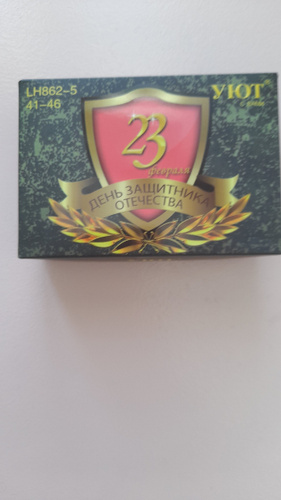 LH862-5
41-46
УЮТ
23
февраля
ДЕНЬ ЗАЩИТНИКА
ОТЕЧЕСТВА